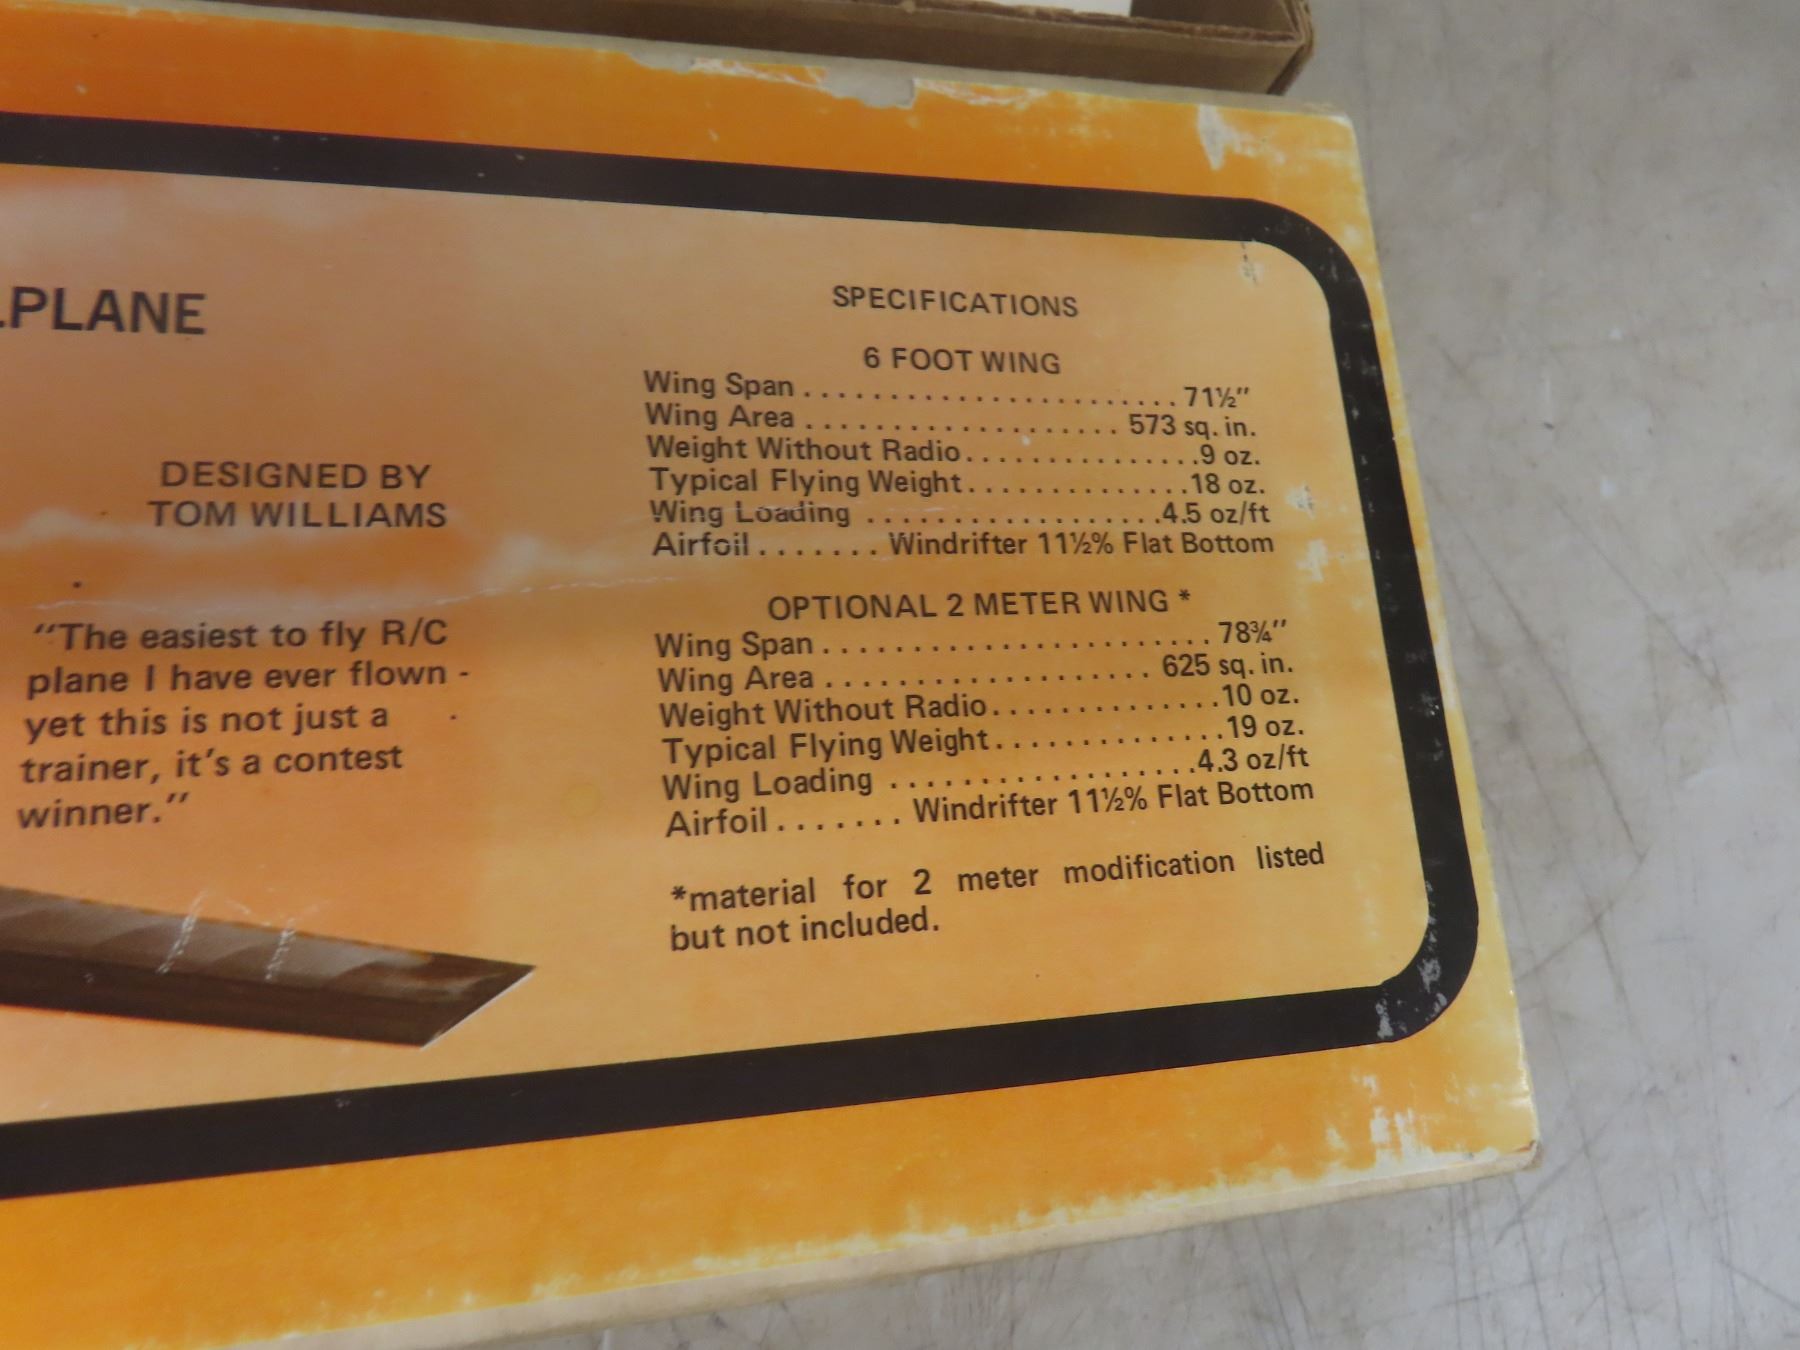 .PLANE
DESIGNED BY
TOM WILLIAMS
"The easiest to fly R/C
plane I have ever flown -
yet this is not just a
trainer, it's a contest
winner."
SPECIFICATIONS
6 FOOT WING
Wing Span ...................... 71½"
Wing Area ................... 573 sq. in.
Weight Without Radio..............9 oz.
Typical Flying Weight.............18 oz.
Wing Loading ..................4.5 oz/ft
Airfoil ....... Windrifter 11½% Flat Bottom
OPTIONAL 2 METER WING *
Wing Span ....................... 78¾"
Wing Area ................... 625 sq. in.
Weight Without Radio..............10 oz.
Typical Flying Weight..............19 oz.
Wing Loading ..................4.3 oz/ft
Airfoil ....... Windrifter 11½% Flat Bottom
*material for 2 meter modification listed
but not included.